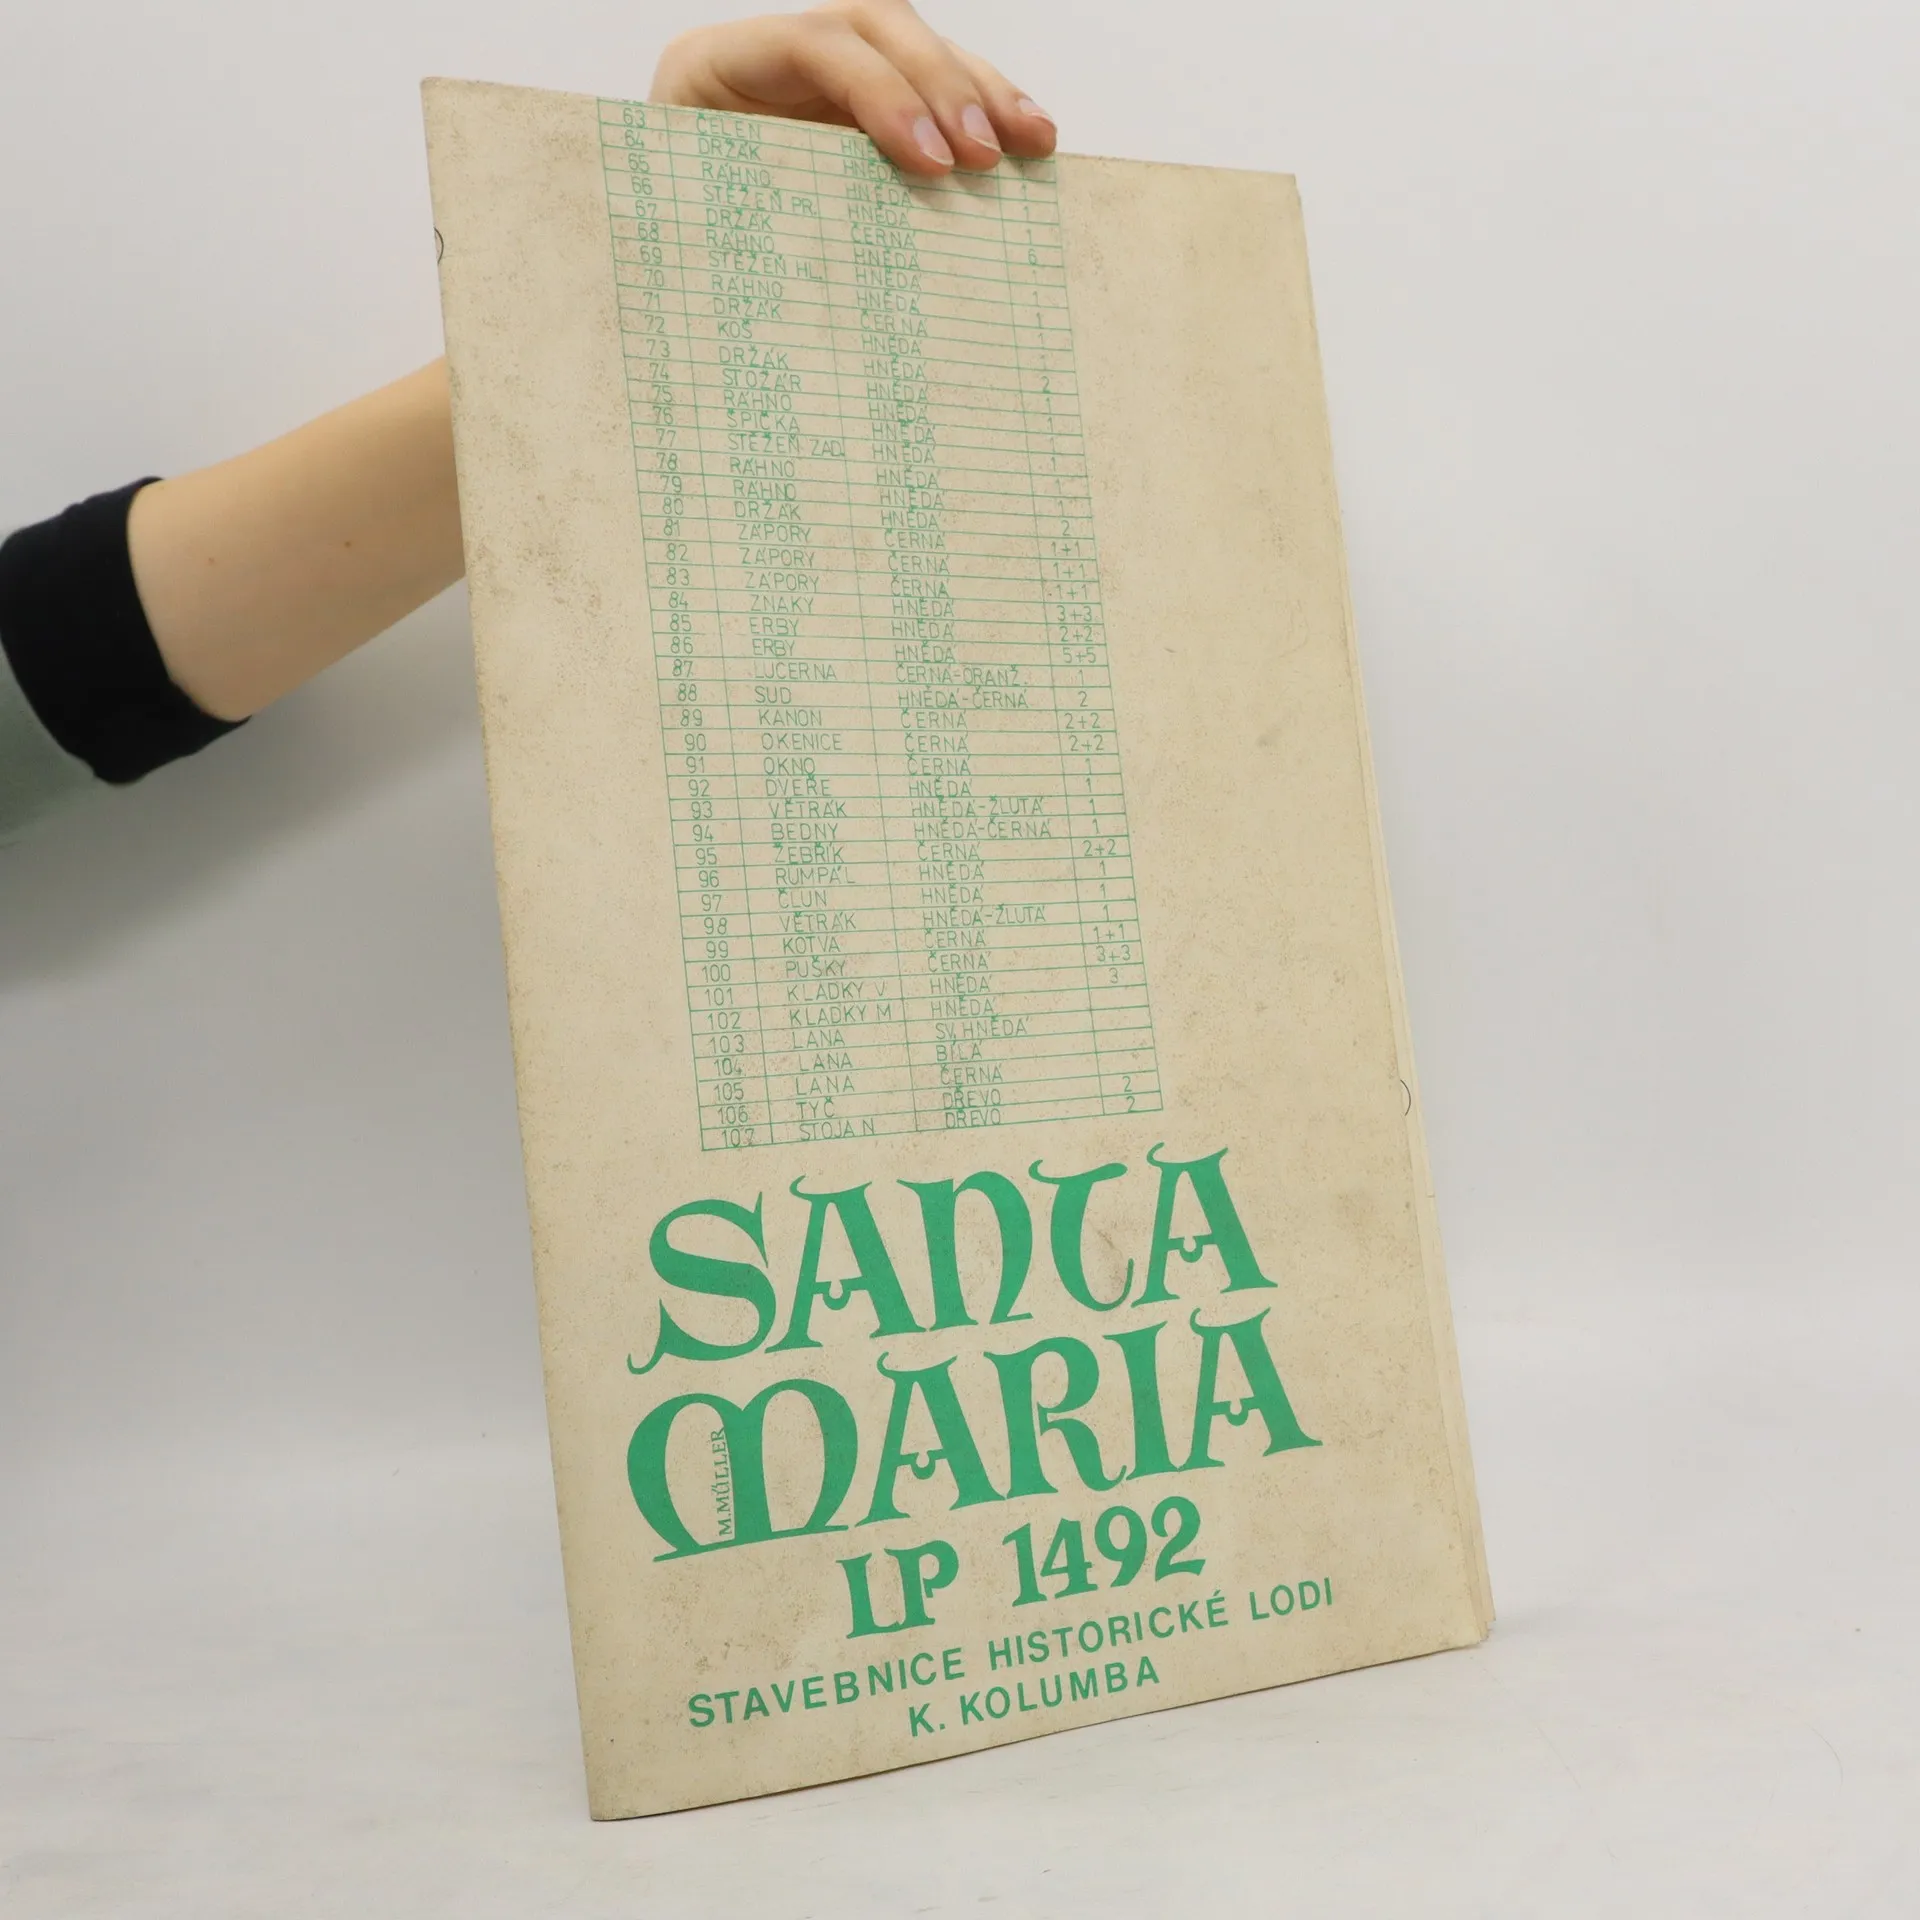 63 ČELEN HNĚDÁ
64 DRŽÁK HNĚDÁ 1
65 RÁHNO HNĚDÁ 1
66 STĚŽEŇ PR. HNĚDÁ 1
67 DRŽÁK ČERNÁ 1
68 RÁHNO HNĚDÁ 6
69 STĚŽEŇ HL. HNĚDÁ 1
70 RÁHNO HNĚDÁ 1
71 DRŽÁK ČERNÁ 1
72 KOŠ HNĚDÁ 1
73 DRŽÁK HNĚDÁ 1
74 STOŽÁR HNĚDÁ 2
75 RÁHNO HNĚDÁ 1
76 ŠPIČKA HNĚDÁ 1
77 STĚŽEŇ ZAD. HNĚDÁ 1
78 RÁHNO HNĚDÁ 1
79 RÁHNO HNĚDÁ 1
80 DRŽÁK HNĚDÁ 2
81 ZÁPORY ČERNÁ 1+1
82 ZÁPORY ČERNÁ 1+1
83 ZÁPORY ČERNÁ 1+1
84 ZNAKY HNĚDÁ 3+3
85 ERBY HNĚDÁ 2+2
86 ERBY HNĚDÁ 5+5
87 LUCERNA ČERNÁ-ORANŽ. 1
88 SUD HNĚDÁ-ČERNÁ 2
89 KANON ČERNÁ 2+2
90 OKENICE ČERNÁ 2+2
91 OKNO ČERNÁ 1
92 DVEŘE HNĚDÁ 1
93 VĚTRÁK HNĚDÁ-ŽLUTÁ 1
94 BEDNY HNĚDÁ-ČERNÁ 1
95 ŽEBŘÍK ČERNÁ 2+2
96 RUMPÁL HNĚDÁ 1
97 ČLUN HNĚDÁ 1
98 VĚTRÁK HNĚDÁ-ŽLUTÁ 1
99 KOTVA ČERNÁ 1+1
100 PUŠKY ČERNÁ 3+3
101 KLADKY V HNĚDÁ 3
102 KLADKY M HNĚDÁ
103 LANA SV. HNĚDÁ
104 LANA BÍLÁ
105 LANA ČERNÁ
106 TYČ DŘEVO 2
107 STOJAN DŘEVO 2
SANTA
MARIA
M. MÜLLER
LP 1492
STAVEBNICE HISTORICKÉ LODI
K. KOLUMBA